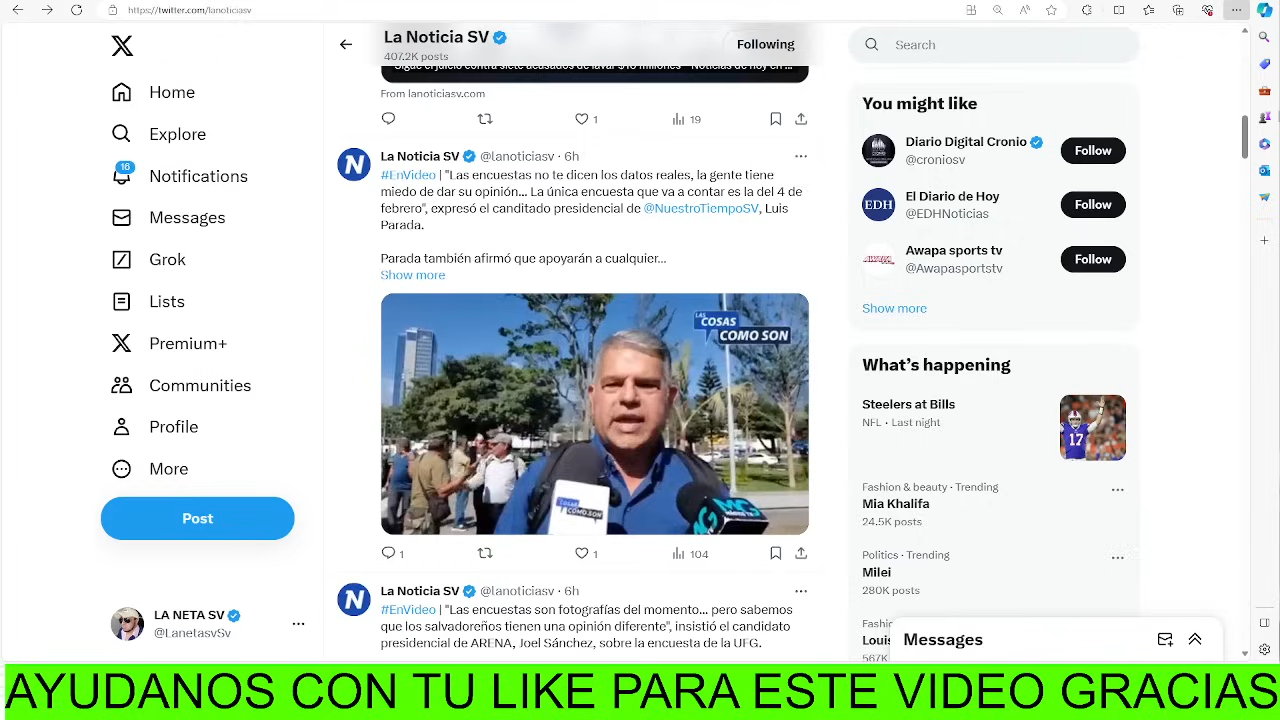 https://twitter.com/lanoticiasv
La Noticia SV
407.2K posts
Following
Search
From lanoticiasv.com
1
19
Home
Explore
16
Notifications
Messages
Grok
Lists
Premium+
Communities
Profile
More
Post
LA NETA SV
@LanetasvSv
La Noticia SV @lanoticiasv · 6h
#EnVideo | "Las encuestas no te dicen los datos reales, la gente tiene
miedo de dar su opinión... La única encuesta que va a contar es la del 4 de
febrero", expresó el canditado presidencial de @NuestroTiempoSV, Luis
Parada.
Parada también afirmó que apoyarán a cualquier...
Show more
LAS
COSAS
COMO SON
COSAS
COMO SON
MG
1
1
104
La Noticia SV @lanoticiasv · 6h
#EnVideo | "Las encuestas son fotografías del momento... pero sabemos
que los salvadoreños tienen una opinión diferente", insistió el candidato
presidencial de ARENA, Joel Sánchez, sobre la encuesta de la UFG.
You might like
Diario Digital Cronio
@croniosv
Follow
EDH
El Diario de Hoy
@EDHNoticias
Follow
Awapa sports tv
@Awapasportstv
Follow
Show more
What's happening
Steelers at Bills
NFL · Last night
Fashion & beauty · Trending
Mia Khalifa
24.5K posts
Politics · Trending
Milei
280K posts
Messages
AYUDANOS CON TU LIKE PARA ESTE VIDEO GRACIAS